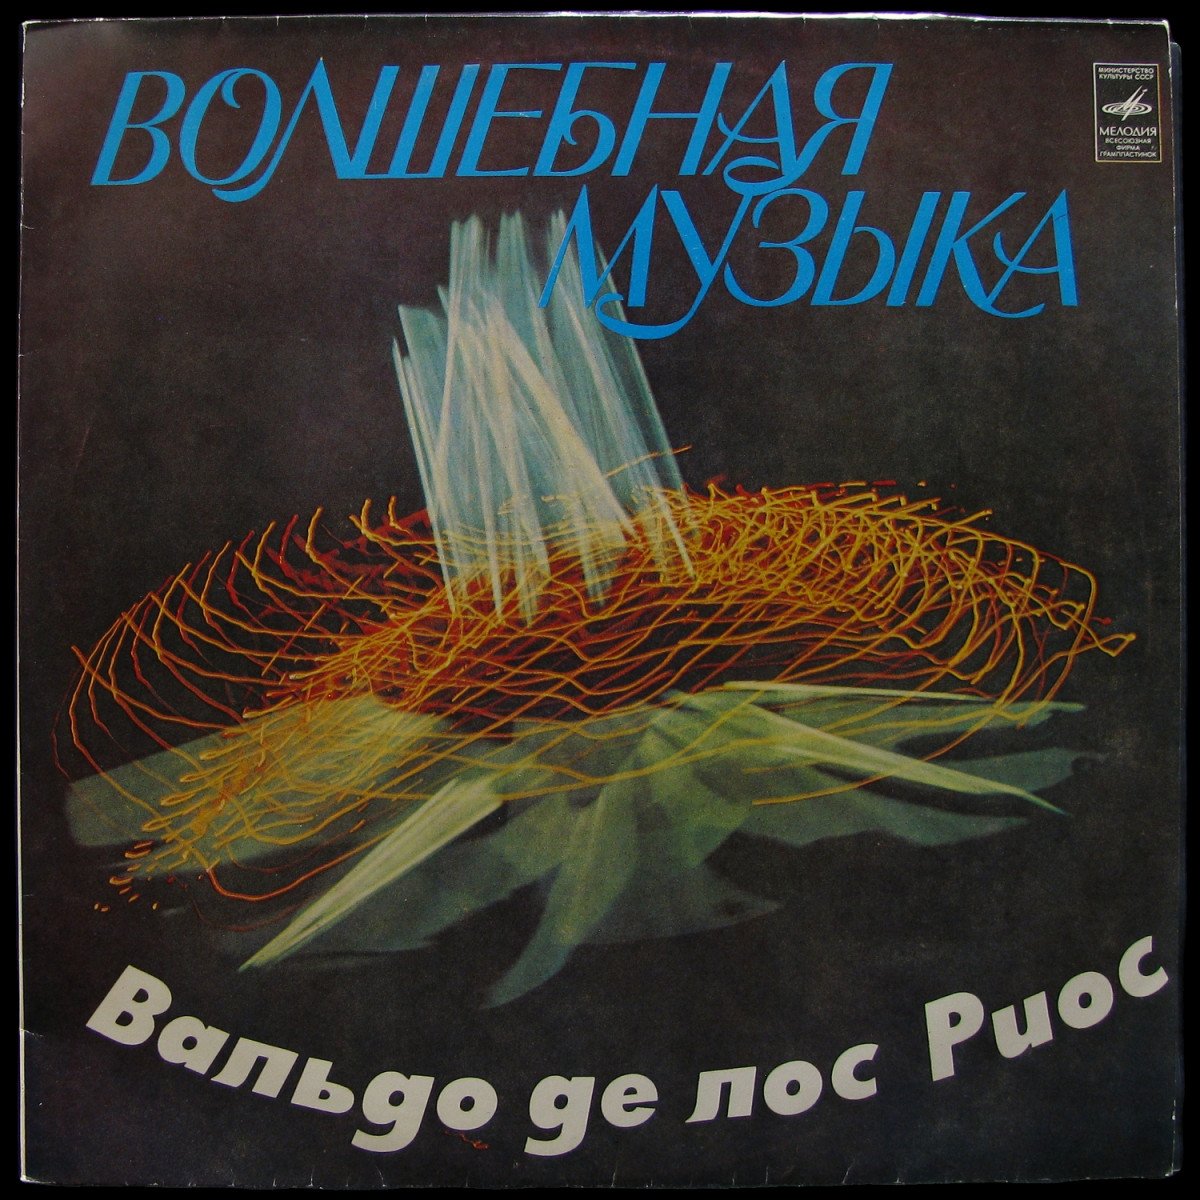 ВОЛШЕБНАЯ
МУЗЫКА
МИНИСТЕРСТВО
КУЛЬТУРЫ СССР
МЕЛОДИЯ
ВСЕСОЮЗНАЯ
ФИРМА
ГРАМПЛАСТИНОК
Вальдо де лос Риос